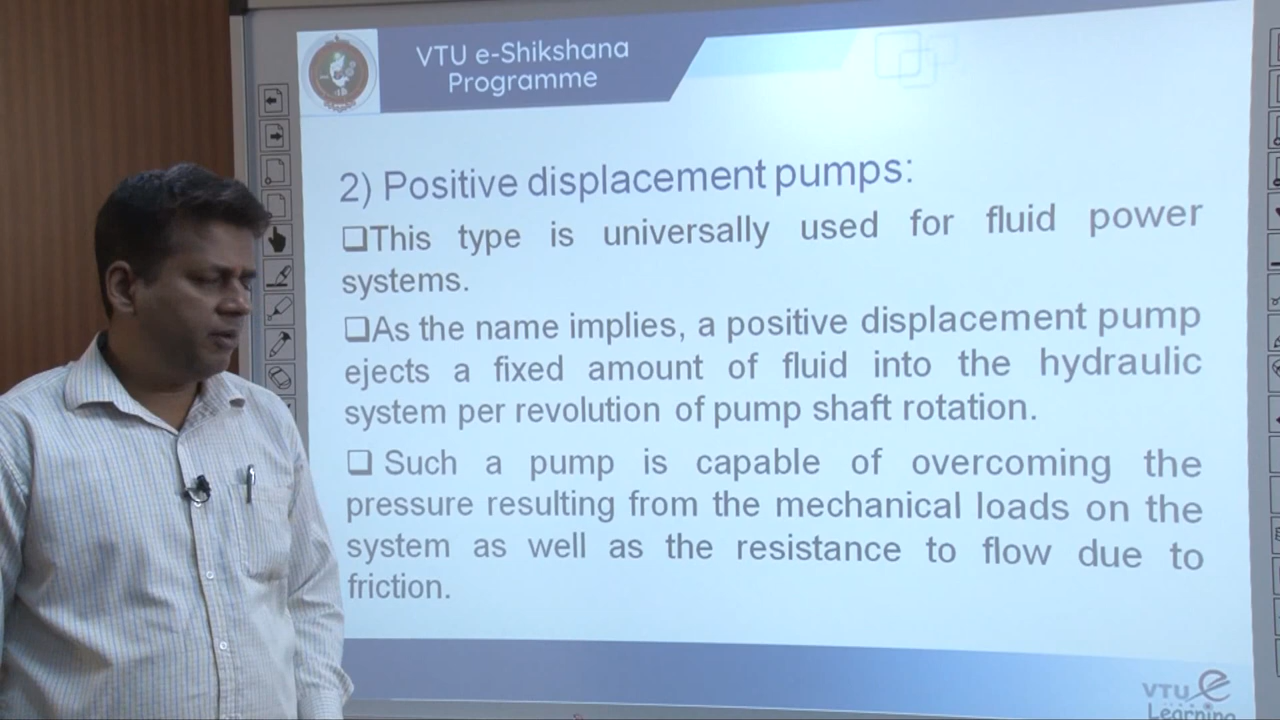 VTU e-Shikshana
Programme
2) Positive displacement pumps:
❑This type is universally used for fluid power
systems.
❑As the name implies, a positive displacement pump
ejects a fixed amount of fluid into the hydraulic
system per revolution of pump shaft rotation.
❑ Such a pump is capable of overcoming the
pressure resulting from the mechanical loads on the
system as well as the resistance to flow due to
friction.
VTU e
Learning